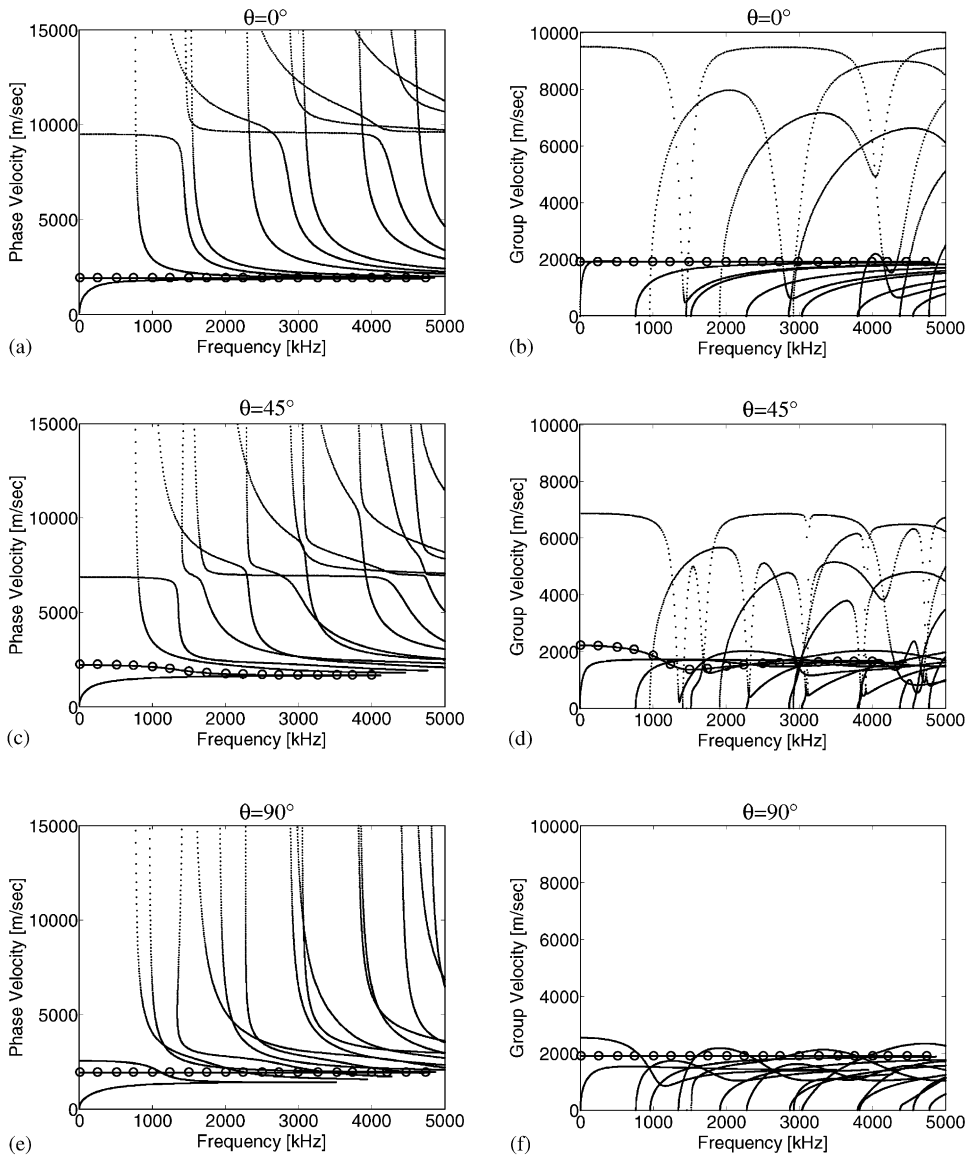 θ=0°
15000
10000
5000
0
Phase Velocity [m/sec]
0 1000 2000 3000 4000 5000
Frequency [kHz]
(a)
θ=0°
10000
8000
6000
4000
2000
0
Group Velocity [m/sec]
0 1000 2000 3000 4000 5000
Frequency [kHz]
(b)
θ=45°
15000
10000
5000
0
Phase Velocity [m/sec]
0 1000 2000 3000 4000 5000
Frequency [kHz]
(c)
θ=45°
10000
8000
6000
4000
2000
0
Group Velocity [m/sec]
0 1000 2000 3000 4000 5000
Frequency [kHz]
(d)
θ=90°
15000
10000
5000
0
Phase Velocity [m/sec]
0 1000 2000 3000 4000 5000
Frequency [kHz]
(e)
θ=90°
10000
8000
6000
4000
2000
0
Group Velocity [m/sec]
0 1000 2000 3000 4000 5000
Frequency [kHz]
(f)